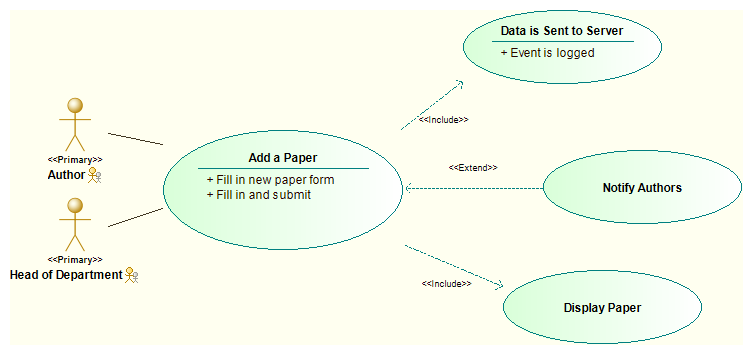 Data is Sent to Server
+ Event is logged
<<Include>>
<<Primary>>
Author
Add a Paper
+ Fill in new paper form
+ Fill in and submit
<<Extend>>
Notify Authors
<<Primary>>
Head of Department
<<Include>>
Display Paper